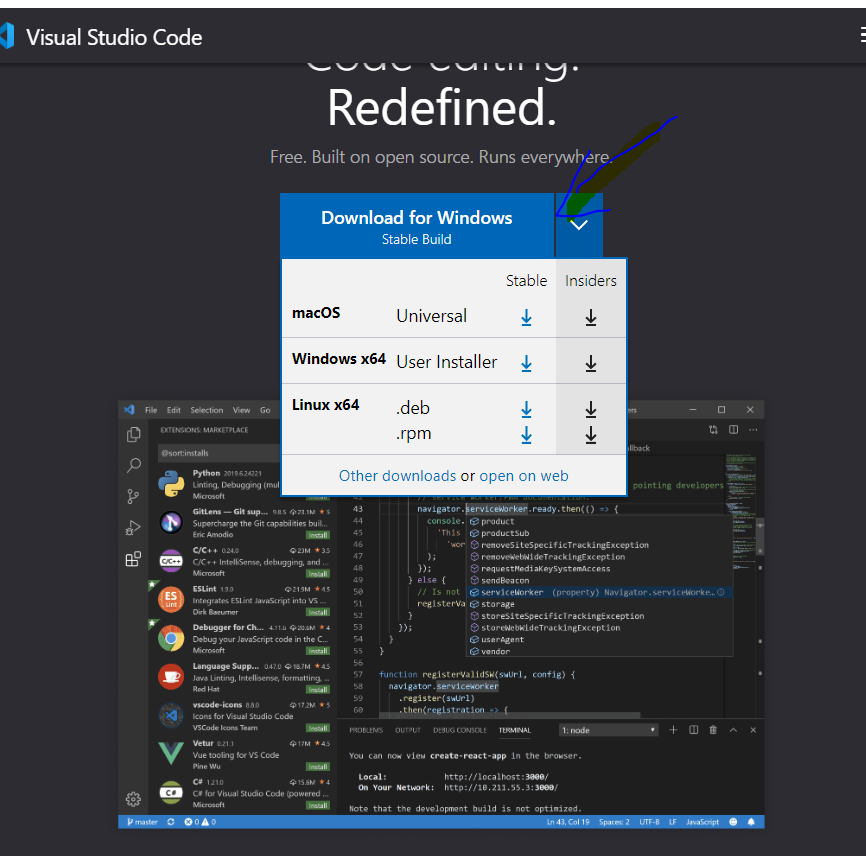 Visual Studio Code
Code editing.
Redefined.
Free. Built on open source. Runs everywhere.
Download for Windows
Stable Build
Stable Insiders
macOS Universal
Windows x64 User Installer
Linux x64 .deb
.rpm
Other downloads or open on web
File Edit Selection View Go
EXTENSIONS: MARKETPLACE
@sort:installs
Python 2019.6.24221
Linting, Debugging (mul
Microsoft
GitLens — Git sup... 9.8.5 21.1M 5
Supercharge the Git capabilities buil...
Eric Amodio Install
C/C++ 0.24.0 23M 3.5
C/C++ IntelliSense, debugging, and ...
Microsoft Install
ESLint 1.9.0 21.9M 4.5
Integrates ESLint JavaScript into VS ...
Dirk Baeumer Install
Debugger for Ch... 4.11.6 20.6M 4
Debug your JavaScript code in the C...
Microsoft Install
Language Supp... 0.47.0 18.7M 4.5
Java Linting, Intellisense, formatting, ...
Red Hat Install
vscode-icons 8.8.0 17.2M 5
Icons for Visual Studio Code
VSCode Icons Team Install
Vetur 0.21.1 17M 4.5
Vue tooling for VS Code
Pine Wu Install
C# 1.21.0 15.6M 4
C# for Visual Studio Code (powered ...
Microsoft Install
lback
pointing developers
42 // service worker/PWA documentation.
43 navigator.serviceWorker.ready.then(() => {
44 console.
45 'This
46 'wor
47 );
48 });
49 } else {
50 // Is not
51 registerVa
52 }
53 });
54 }
55 }
56
57 function registerValidSW(swUrl, config) {
58 navigator.serviceWorker
59 .register(swUrl)
60 .then(registration => {
product
productSub
removeSiteSpecificTrackingException
removeWebWideTrackingException
requestMediaKeySystemAccess
sendBeacon
serviceWorker (property) Navigator.serviceWorke...
storage
storeSiteSpecificTrackingException
storeWebWideTrackingException
userAgent
vendor
PROBLEMS OUTPUT DEBUG CONSOLE TERMINAL 1: node
You can now view create-react-app in the browser.
Local: http://localhost:3000/
On Your Network: http://10.211.55.3:3000/
Note that the development build is not optimized.
master 0 0 Ln 43, Col 19 Spaces: 2 UTF-8 LF JavaScript